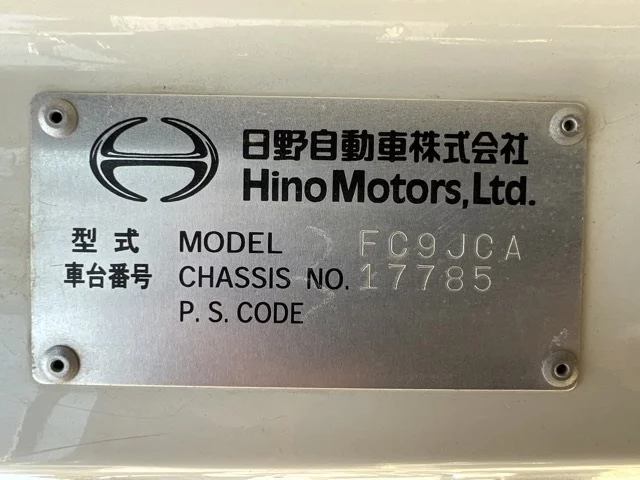 日野自動車株式会社
Hino Motors, Ltd.
型式 MODEL FC9JCA
車台番号 CHASSIS NO. 17785
P. S. CODE